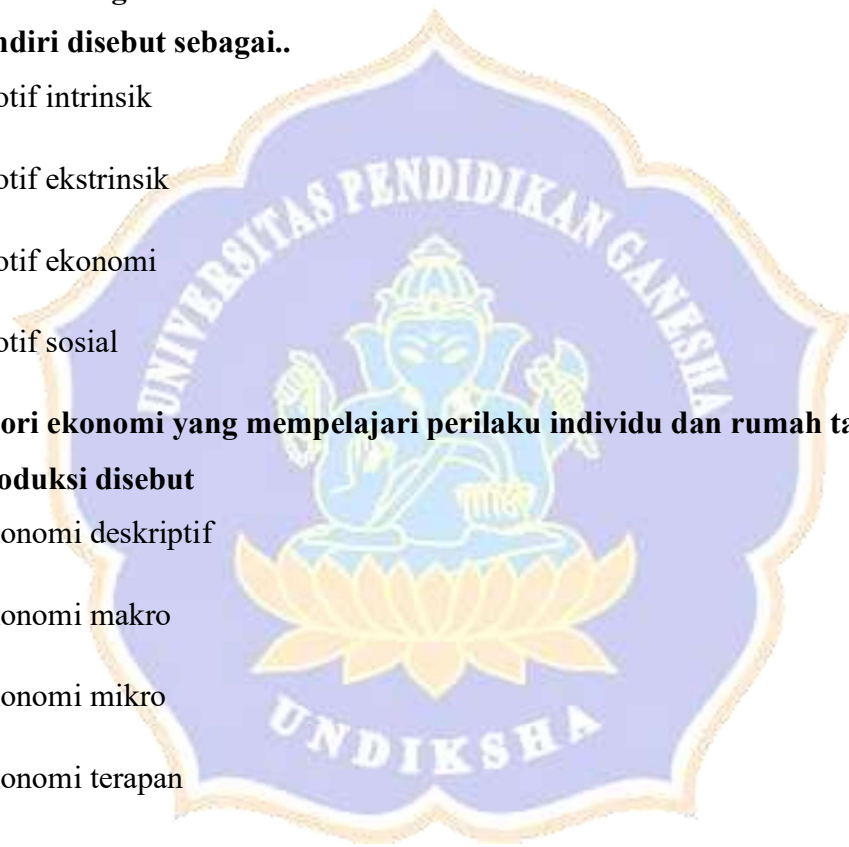 ndiri disebut sebagai..
otif intrinsik
otif ekstrinsik
UNIVERSITAS PENDIDIKAN GANESHA
otif ekonomi
otif sosial
ori ekonomi yang mempelajari perilaku individu dan rumah ta
oduksi disebut
onomi deskriptif
onomi makro
onomi mikro
UNDIKSHA
onomi terapan